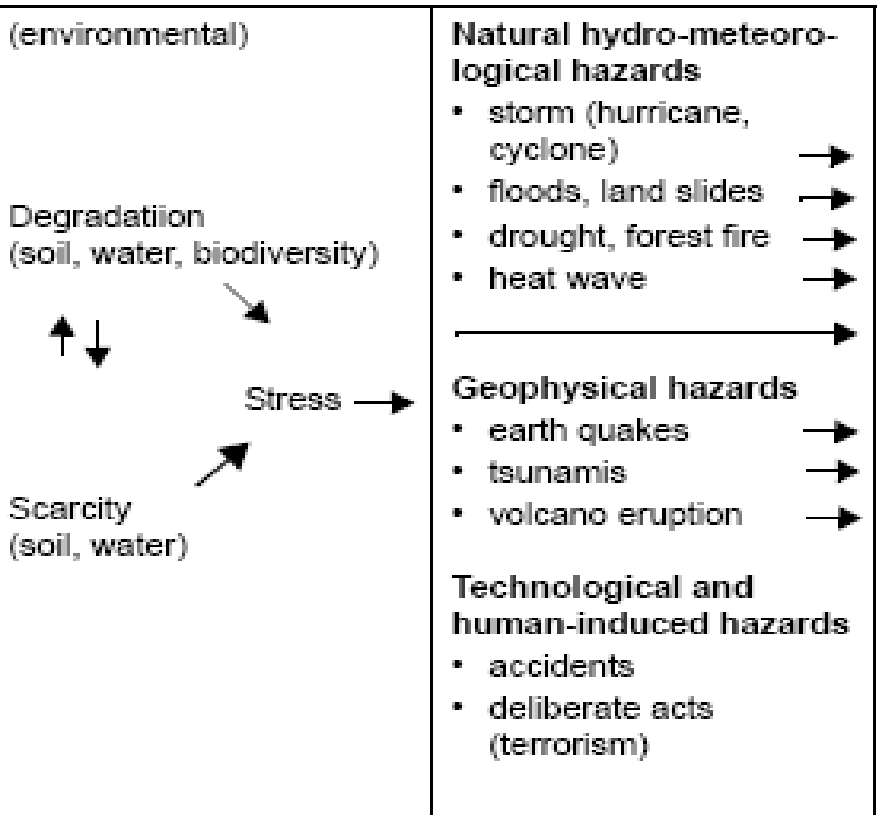 (environmental)
Degradatiion
(soil, water, biodiversity)
Stress
Scarcity
(soil, water)
Natural hydro-meteoro-
logical hazards
• storm (hurricane,
cyclone)
• floods, land slides
• drought, forest fire
• heat wave
Geophysical hazards
• earth quakes
• tsunamis
• volcano eruption
Technological and
human-induced hazards
• accidents
• deliberate acts
(terrorism)